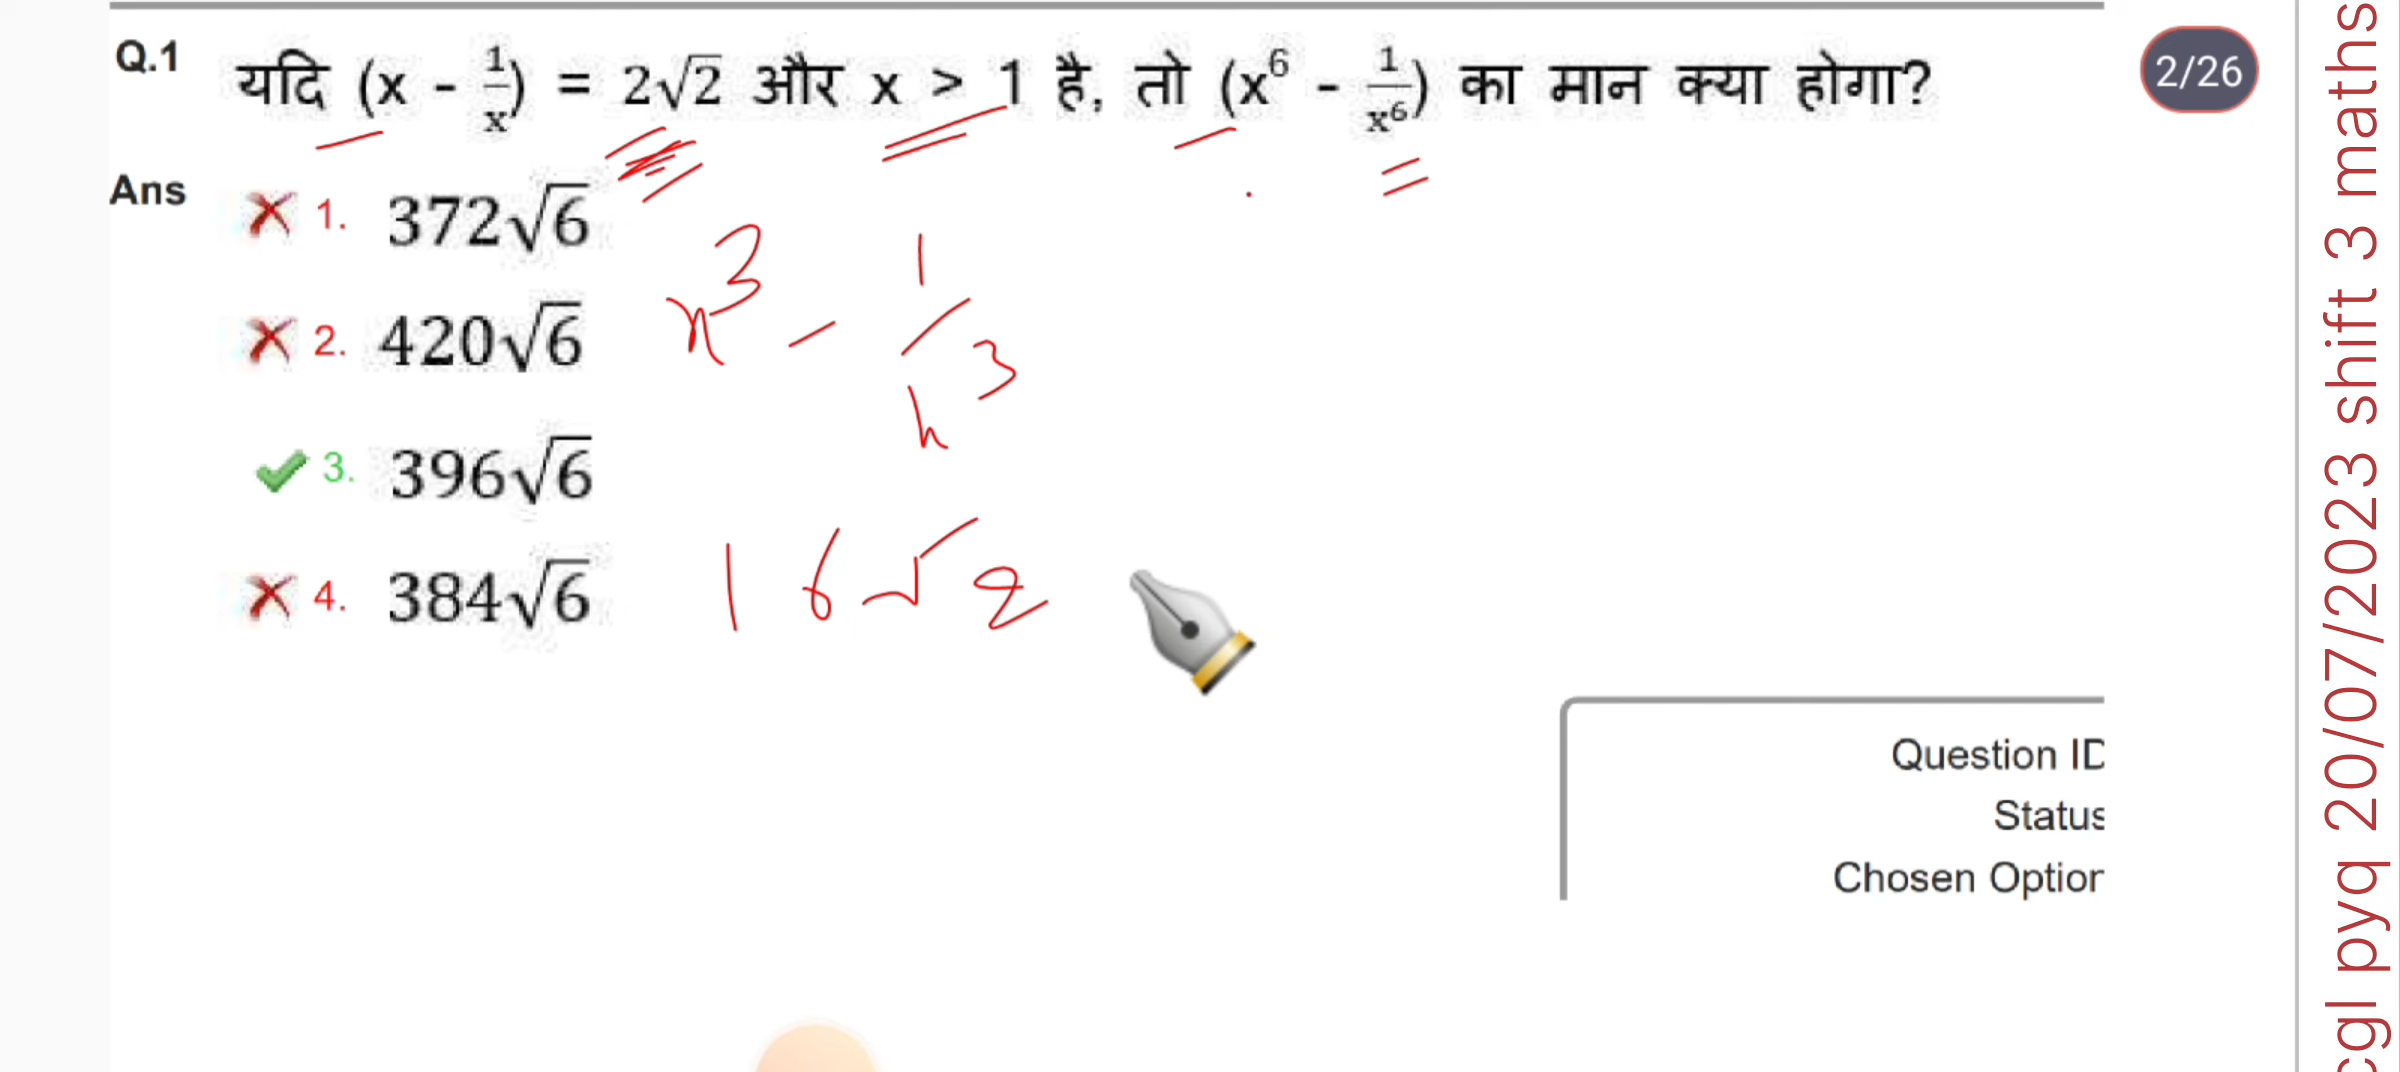 Q.1 यदि (x - 1/x) = 2√2 और x > 1 है, तो (x⁶ - 1/x⁶) का मान क्या होगा?
2/26
Ans
1. 372√6
2. 420√6
3. 396√6
4. 384√6
x³ - 1/x³
16√2
Question ID
Status
Chosen Option
cgl pyq 20/07/2023 shift 3 maths